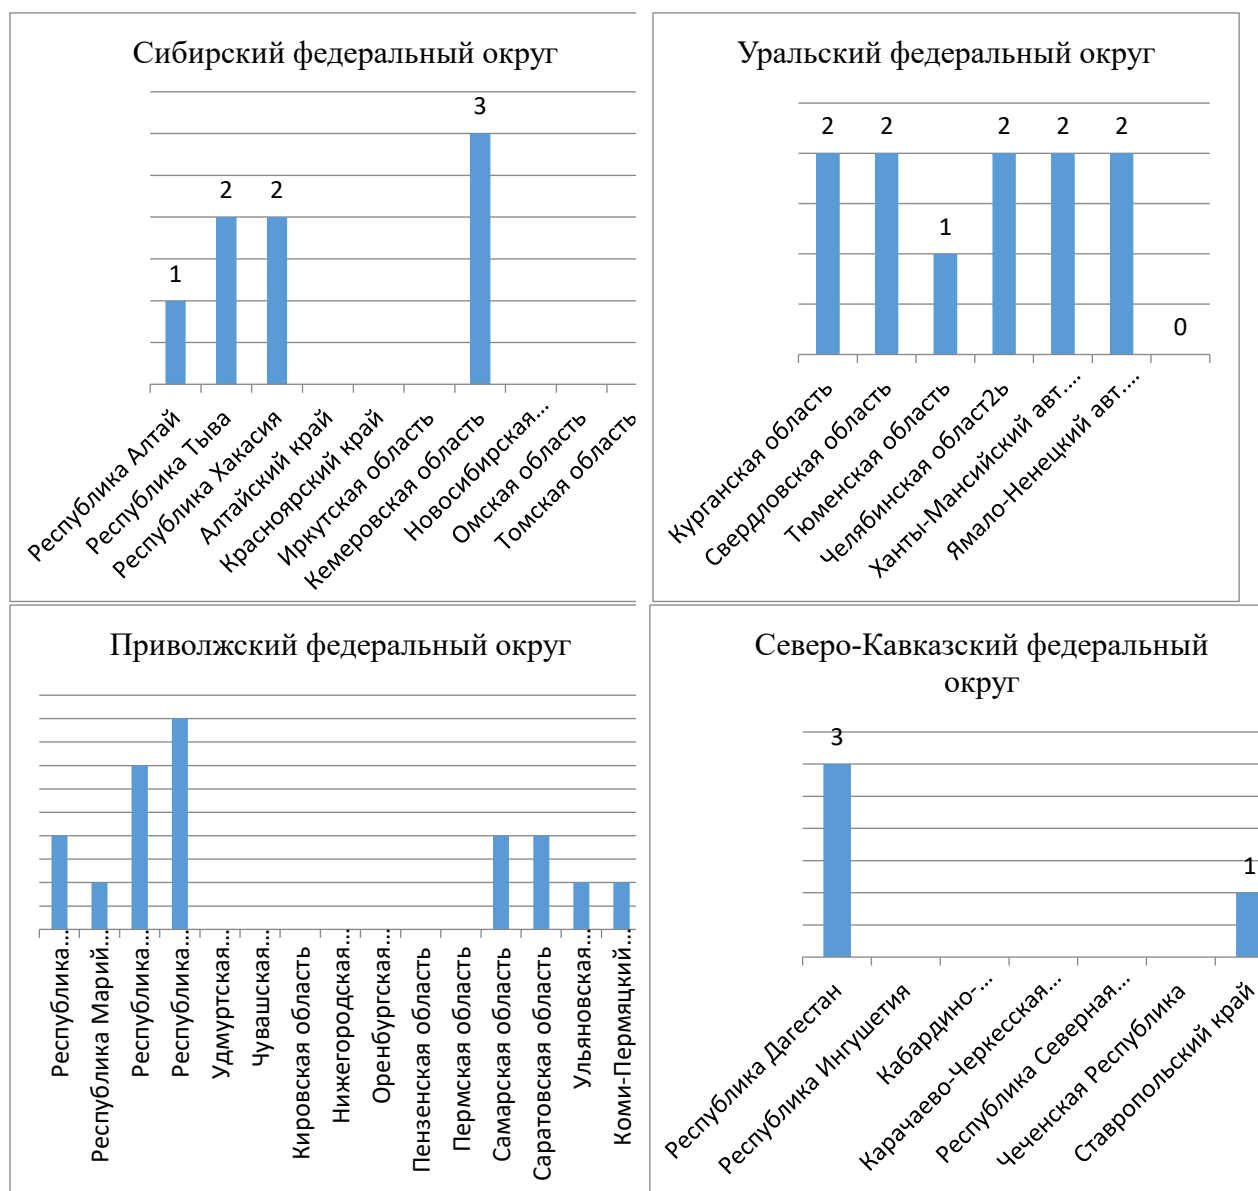 Сибирский федеральный округ
3
2
2
1
Республика Алтай
Республика Тыва
Республика Хакасия
Алтайский край
Красноярский край
Иркутская область
Кемеровская область
Новосибирская...
Омская область
Томская область
Уральский федеральный округ
2
2
1
2
2
2
0
Курганская область
Свердловская область
Тюменская область
Челябинская област2ь
Ханты-Мансийский авт....
Ямало-Ненецкий авт....
Приволжский федеральный округ
Республика...
Республика Марий...
Республика...
Республика...
Удмуртская...
Чувашская...
Кировская область
Нижегородская...
Оренбургская...
Пензенская область
Пермская область
Самарская область
Саратовская область
Ульяновская...
Коми-Пермяцкий...
Северо-Кавказский федеральный
округ
3
1
Республика Дагестан
Республика Ингушетия
Кабардино-...
Карачаево-Черкесская...
Республика Северная...
Чеченская Республика
Ставропольский край